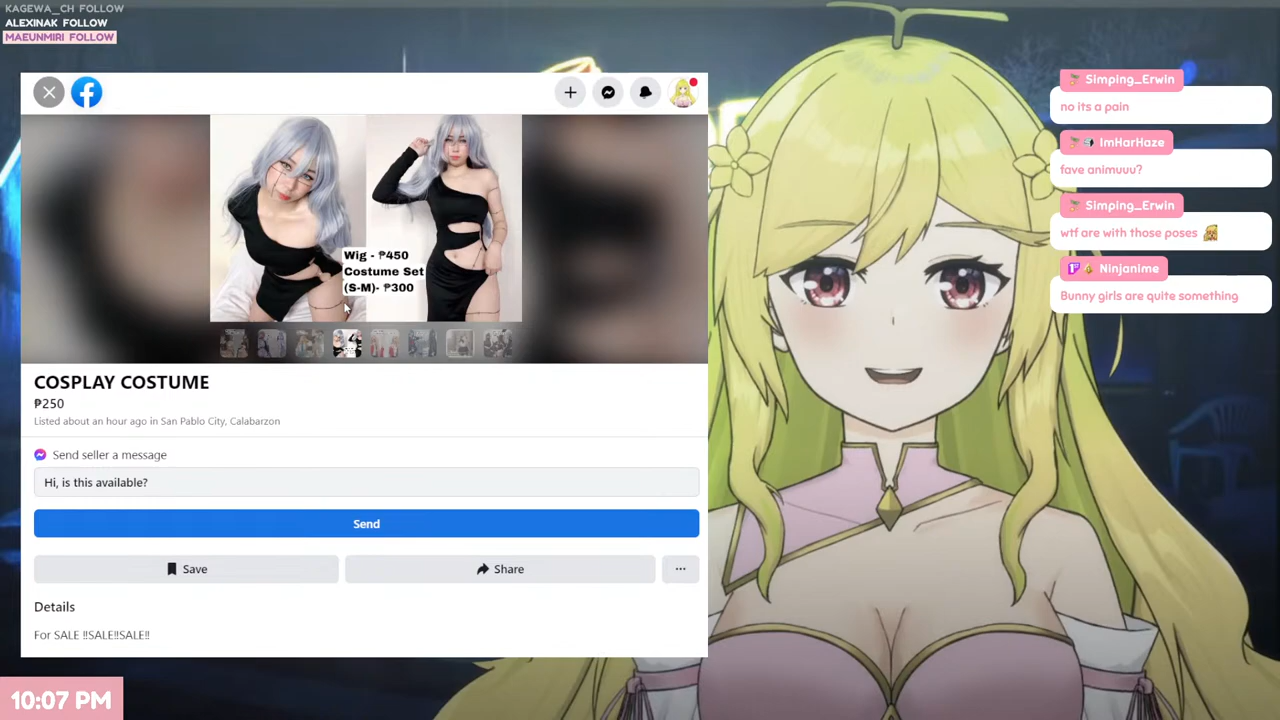 KAGEWA_CH FOLLOW
ALEXINAK FOLLOW
MAEUNMIRI FOLLOW
Wig - ₱450
Costume Set
(S-M)- ₱300
COSPLAY COSTUME
₱250
Listed about an hour ago in San Pablo City, Calabarzon
Send seller a message
Hi, is this available?
Send
Save
Share
Details
For SALE ‼SALE‼SALE‼
10:07 PM
Simping_Erwin
no its a pain
ImHarHaze
fave animuuu?
Simping_Erwin
wtf are with those poses
Ninjanime
Bunny girls are quite something